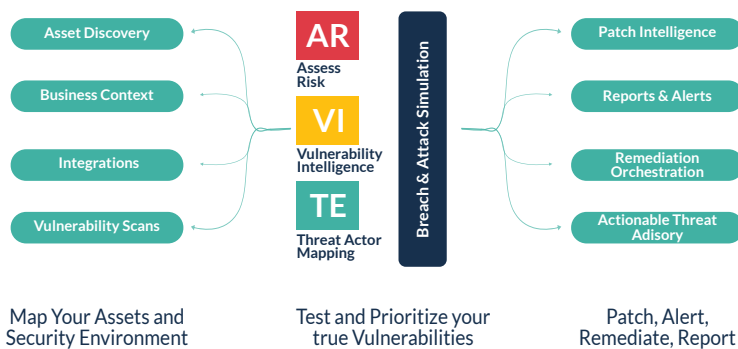 Asset Discovery
Business Context
Integrations
Vulnerability Scans
AR
Assess
Risk
VI
Vulnerability
Intelligence
TE
Threat Actor
Mapping
Breach & Attack Simulation
Patch Intelligence
Reports & Alerts
Remediation
Orchestration
Actionable Threat
Adisory
Map Your Assets and
Security Environment
Test and Prioritize your
true Vulnerabilities
Patch, Alert,
Remediate, Report